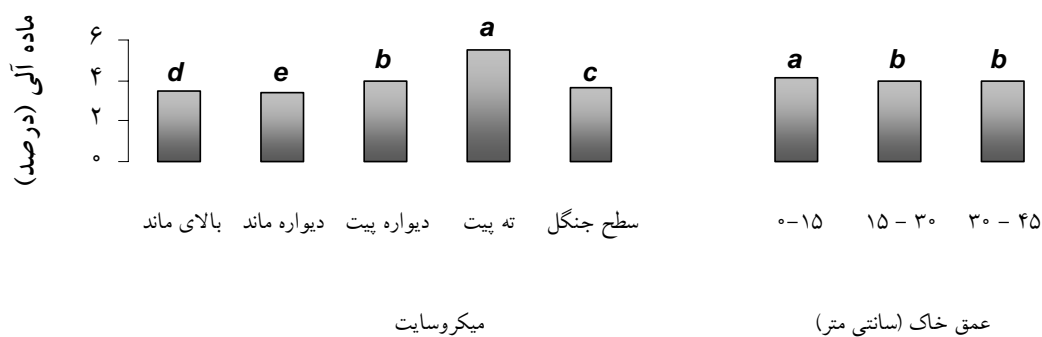 ماده آلی (درصد)
۶
۴
۲
۰
d e b a c a b b
بالای ماند دیواره ماند دیواره پیت ته پیت سطح جنگل ۰-۱۵ ۱۵ - ۳۰ ۳۰ - ۴۵
میکروسایت عمق خاک (سانتی متر)